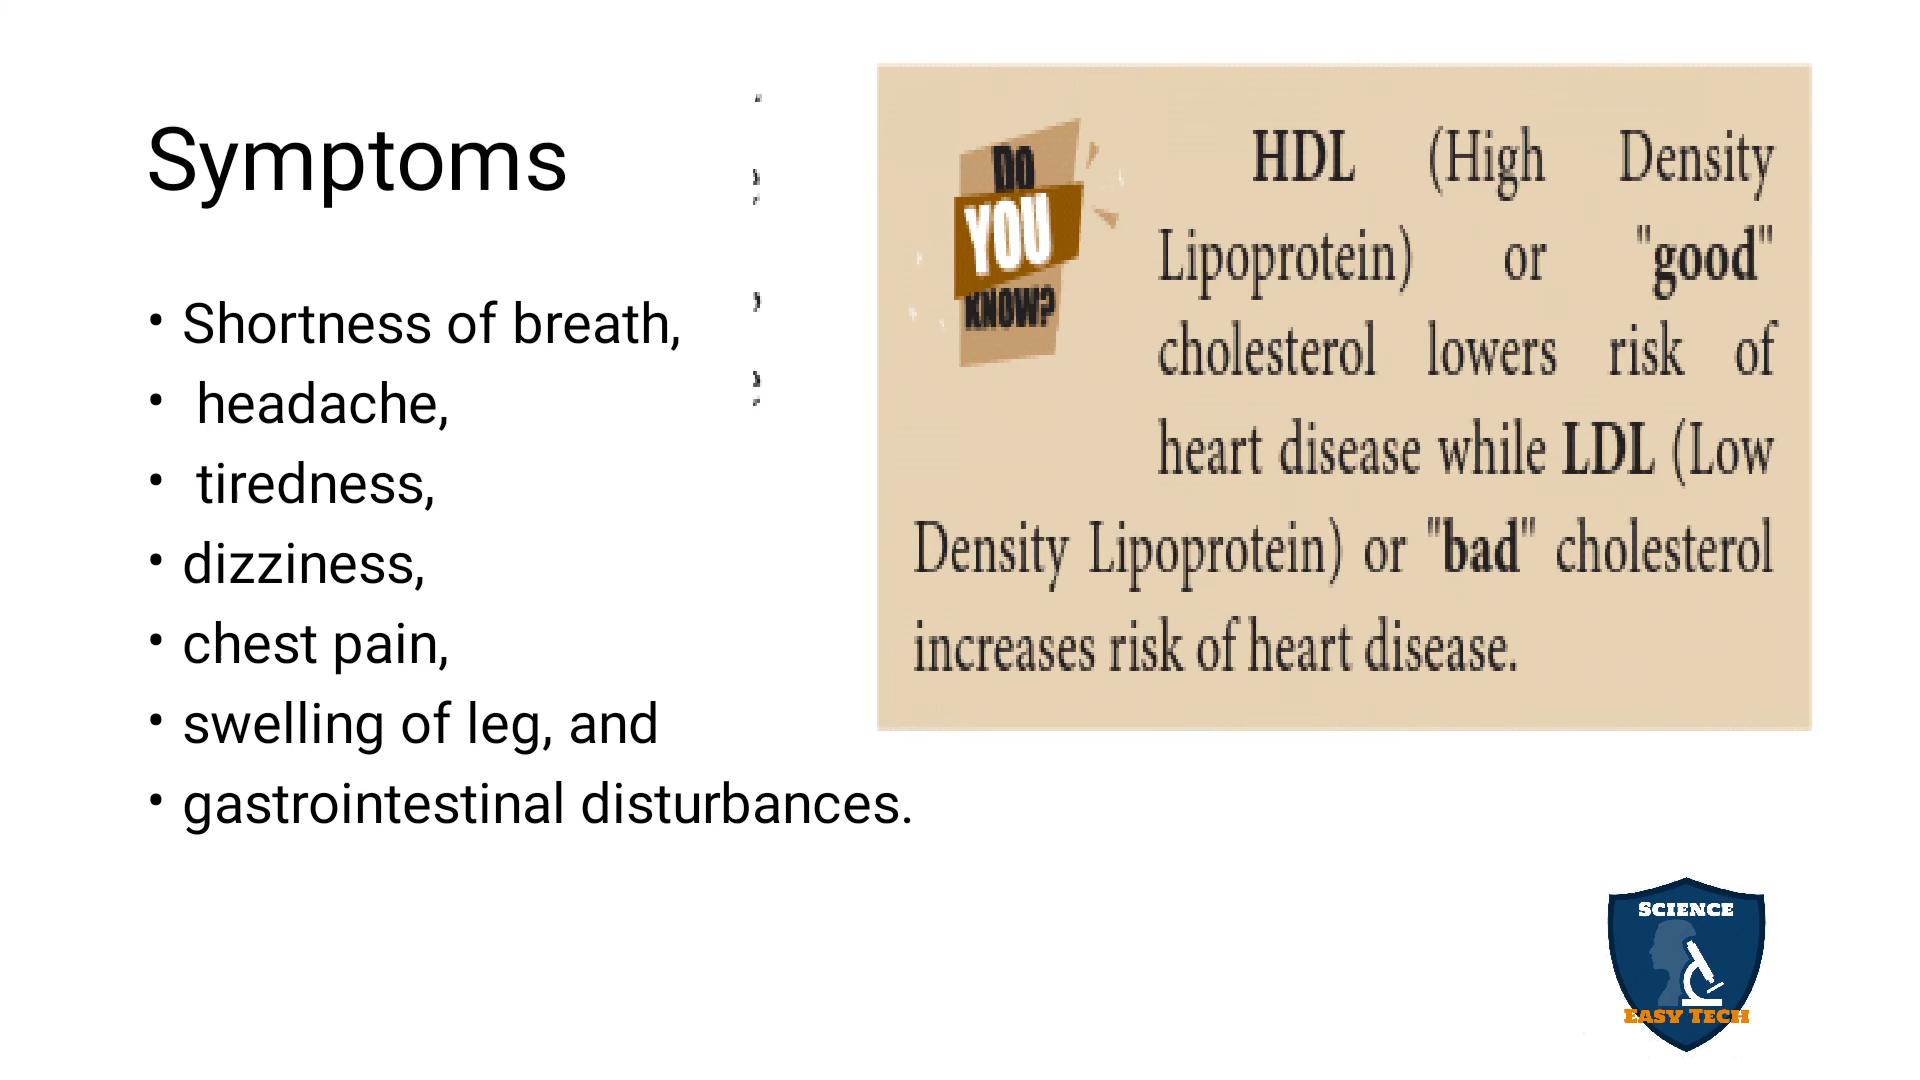 Symptoms
• Shortness of breath,
• headache,
• tiredness,
• dizziness,
• chest pain,
• swelling of leg, and
• gastrointestinal disturbances.
DO
YOU
KNOW?
HDL (High Density
Lipoprotein) or "good"
cholesterol lowers risk of
heart disease while LDL (Low
Density Lipoprotein) or "bad" cholesterol
increases risk of heart disease.
SCIENCE
EASY TECH